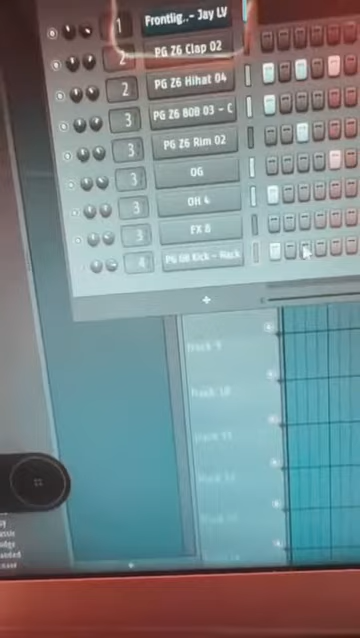 1 Frontlig..- Jay LV
2 PG Z6 Clap 02
2 PG Z6 Hihat 04
3 PG Z6 808 03 - C
3 PG Z6 Rim 02
3 OG
3 OH 4
3 FX 8
4 PG G6 Kick - Rack
+
Track 9
Track 10
Track 11